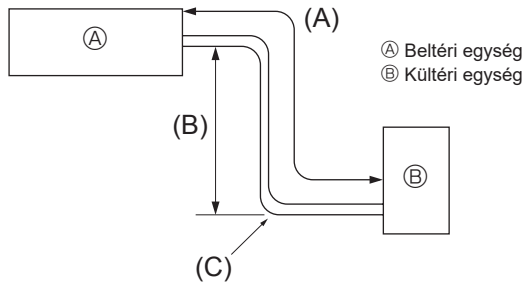 (A)
Ⓐ
Ⓐ Beltéri egység
Ⓑ Kültéri egység
(B)
Ⓑ
(C)